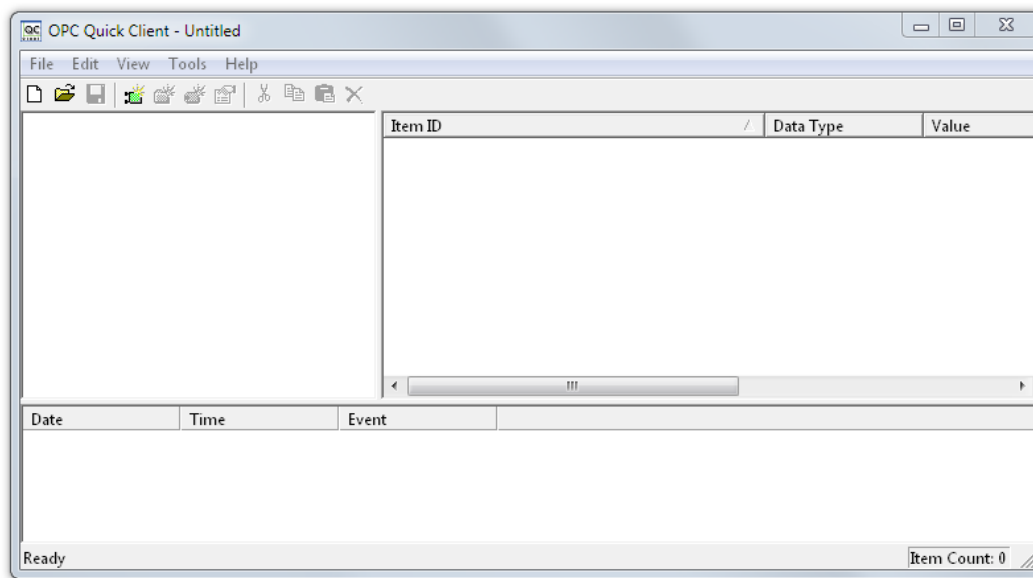 QC OPC Quick Client - Untitled
File Edit View Tools Help
Item ID Data Type Value
Date Time Event
Ready Item Count: 0